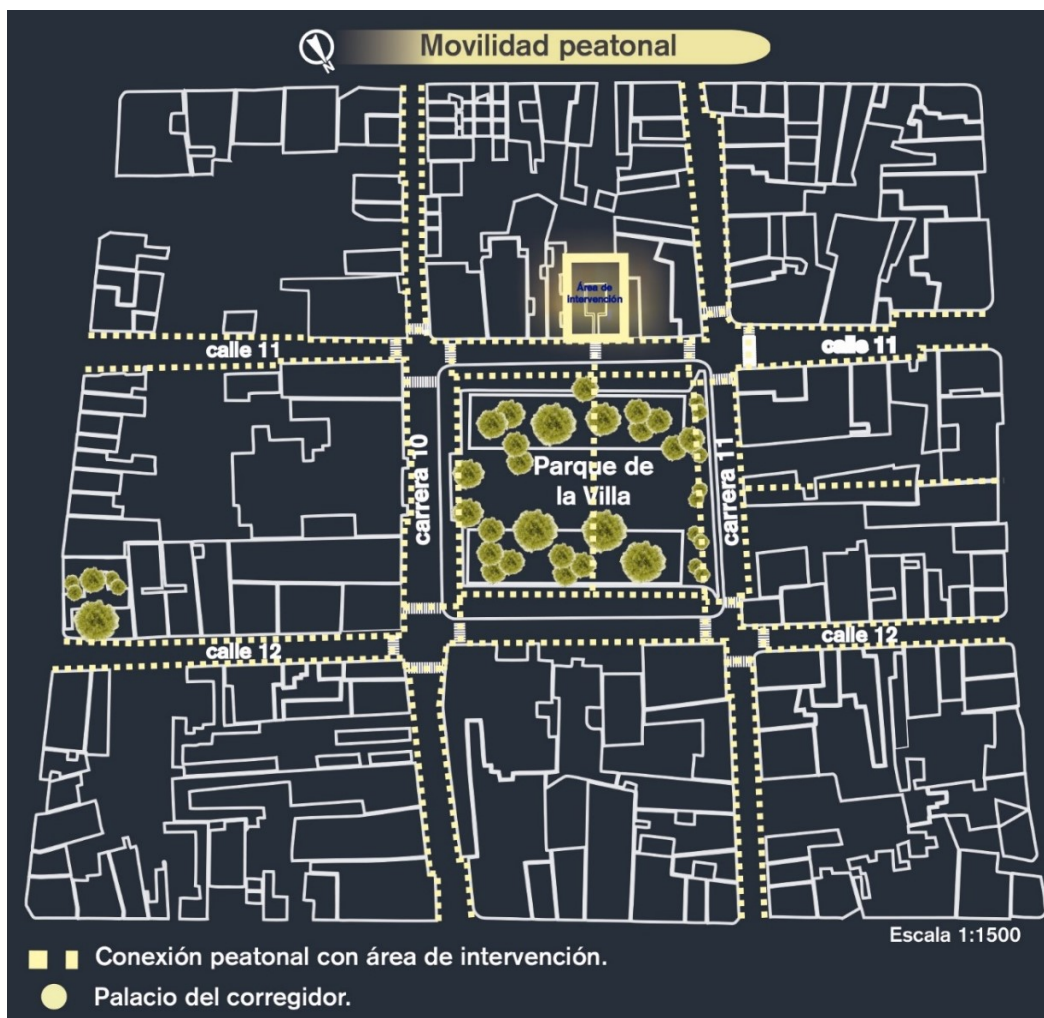 N
Movilidad peatonal
Área de
intervención
calle 11
calle 11
carrera 10
Parque de
la Villa
carrera 11
calle 12
calle 12
Escala 1:1500
Conexión peatonal con área de intervención.
Palacio del corregidor.